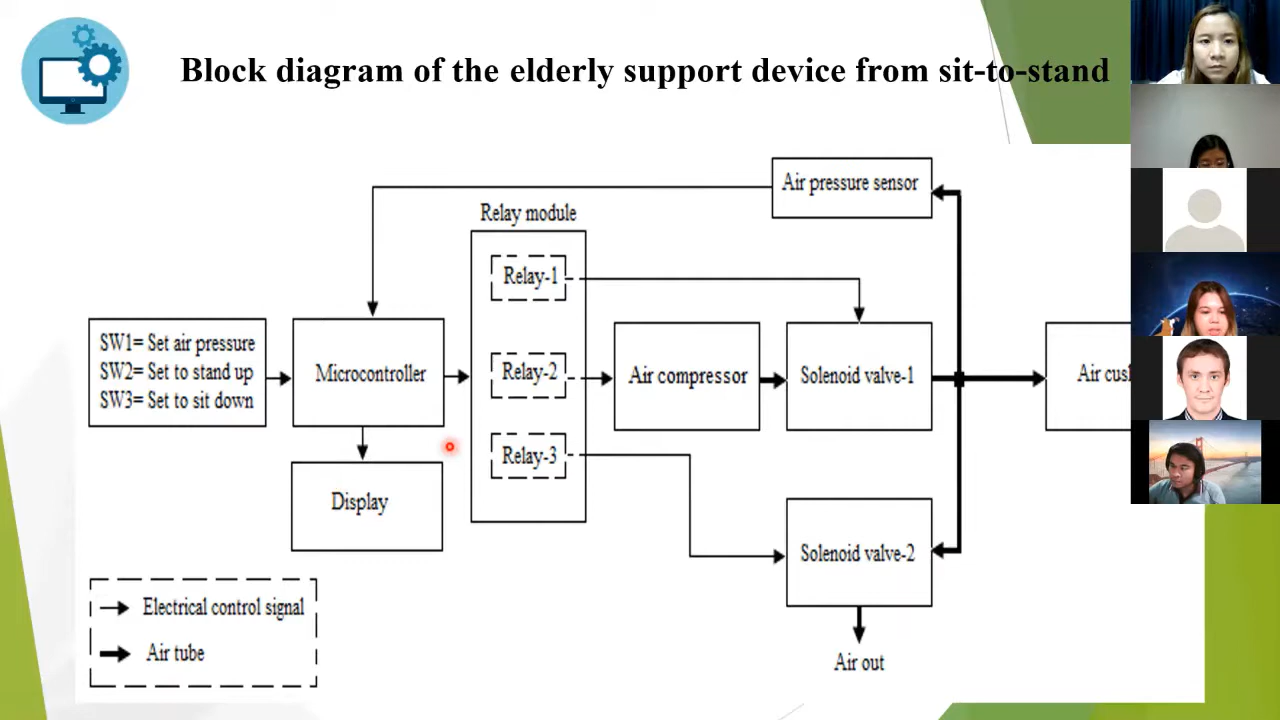 Block diagram of the elderly support device from sit-to-stand
Air pressure sensor
Relay module
Relay-1
SW1= Set air pressure
SW2= Set to stand up
SW3= Set to sit down
Microcontroller
Relay-2
Air compressor
Solenoid valve-1
Air
Relay-3
Display
Solenoid valve-2
Electrical control signal
Air tube
Air out